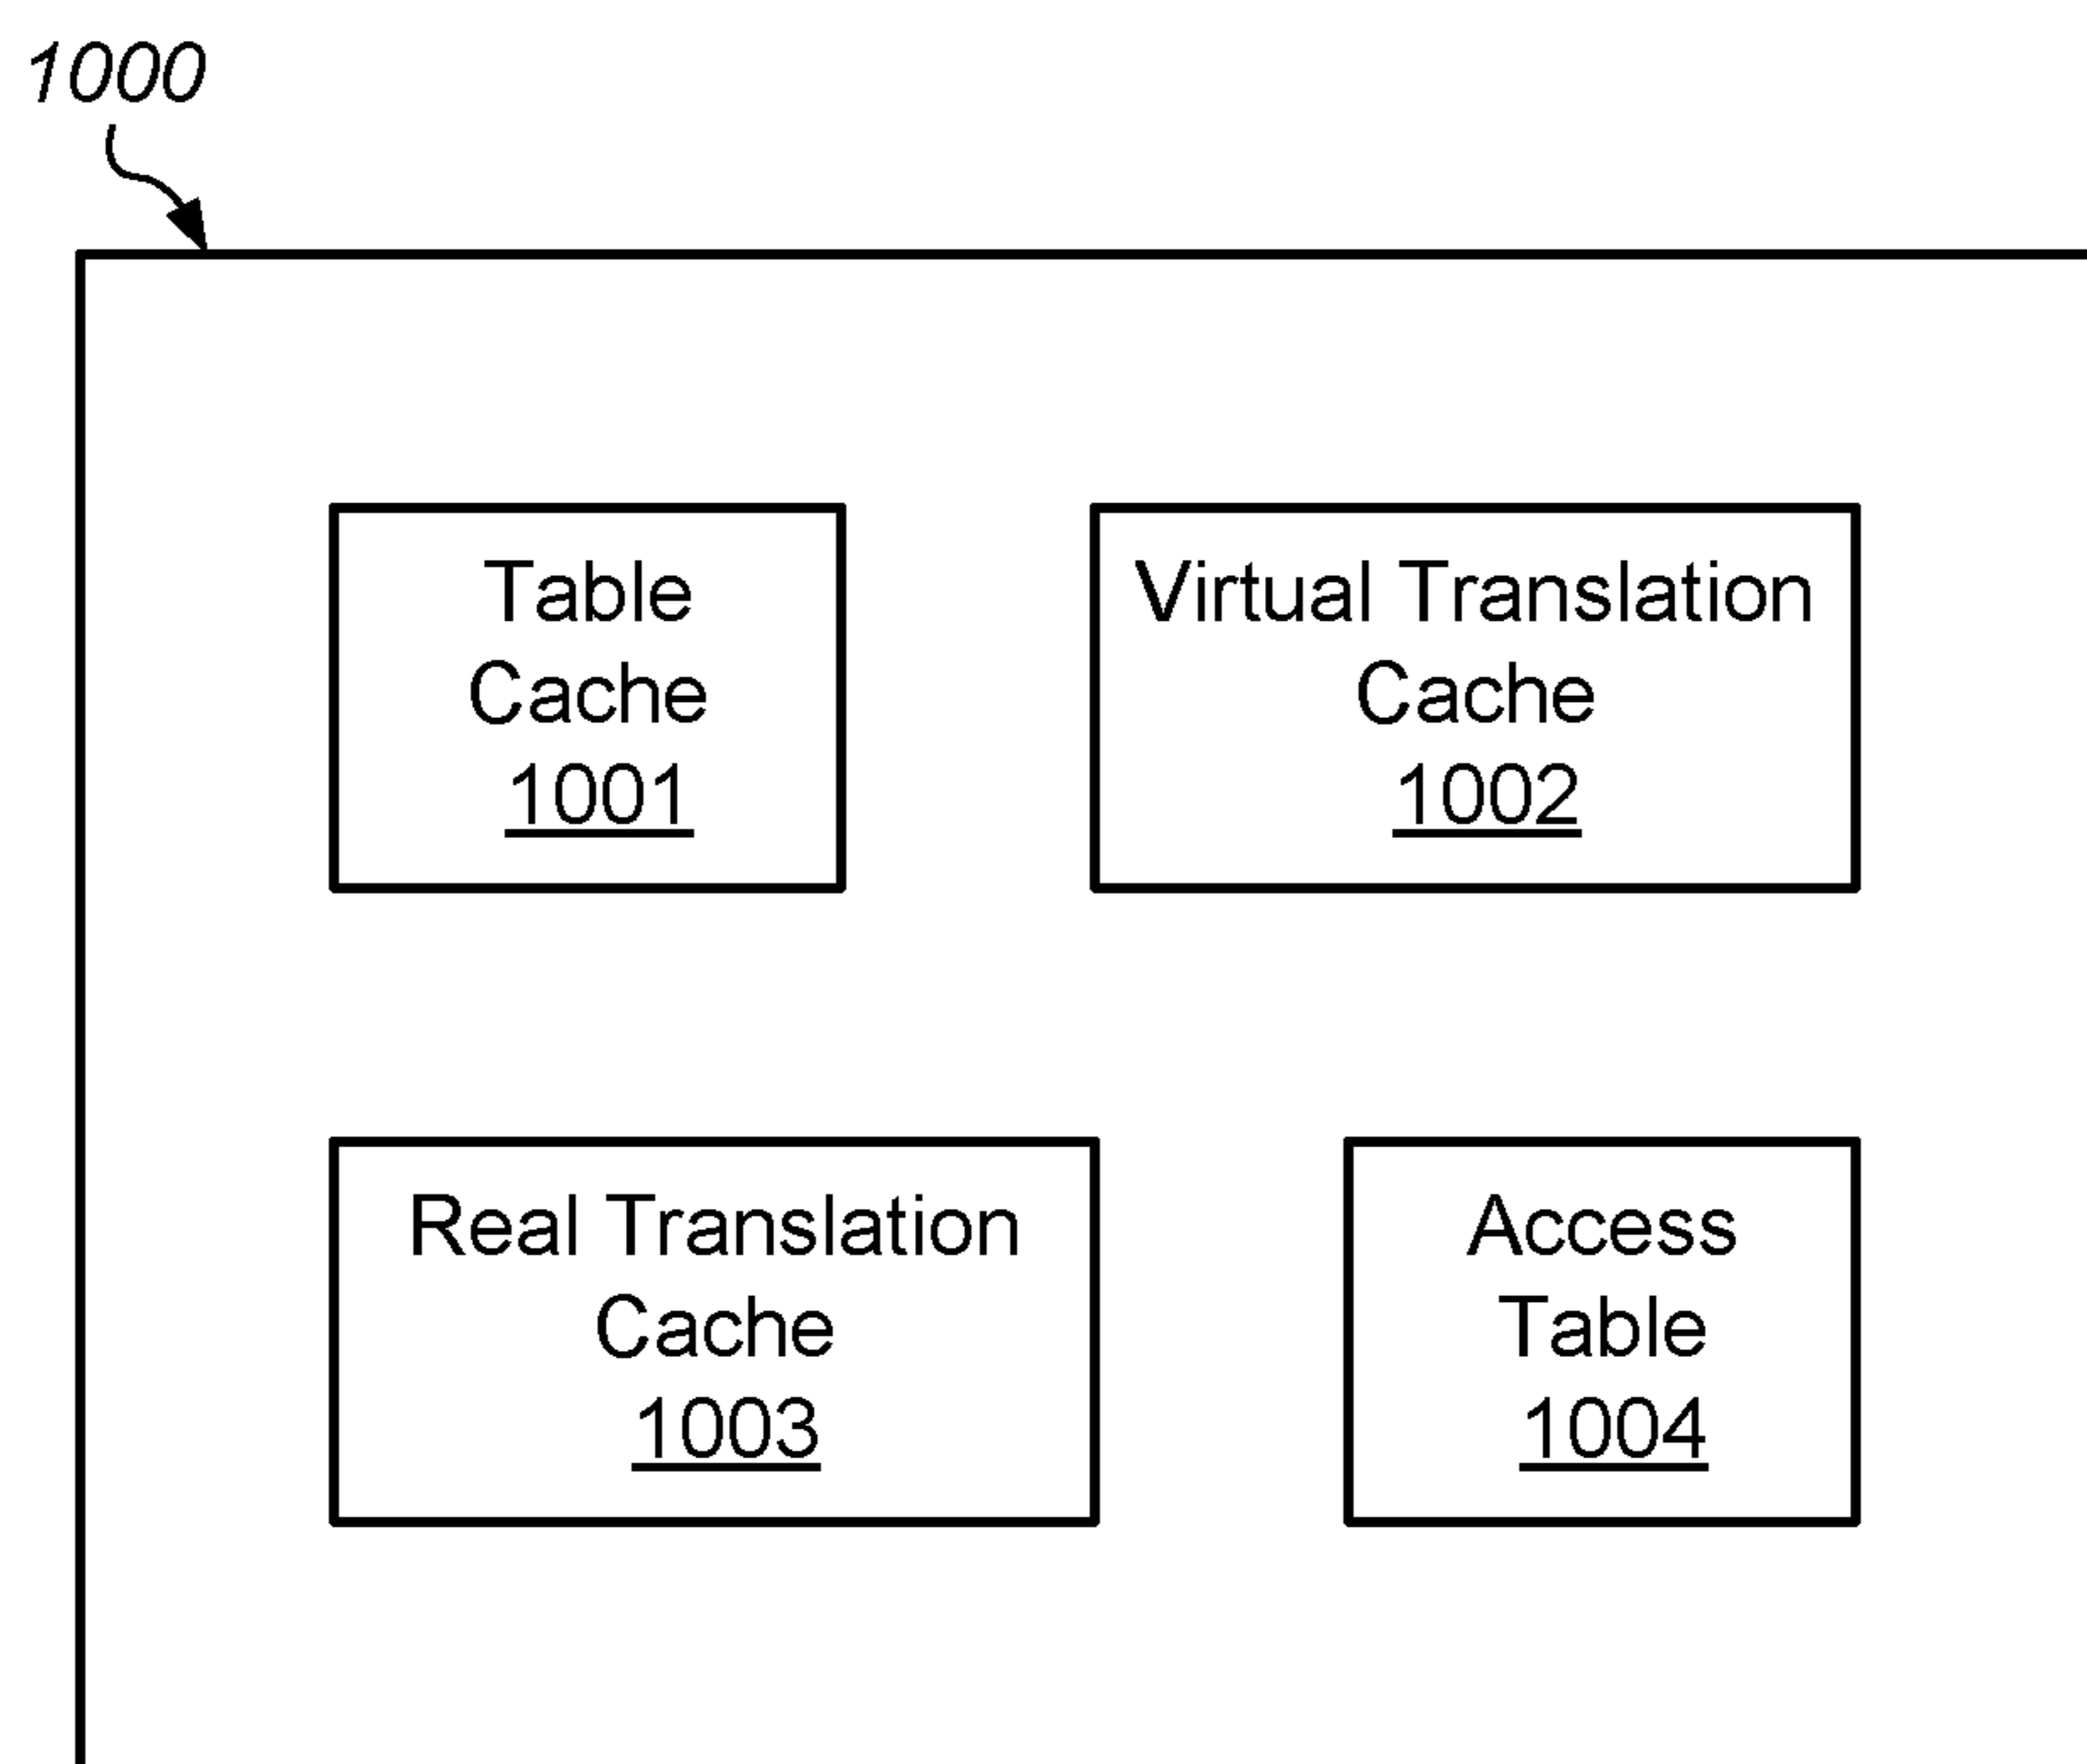 1000
Table
Cache
1001
Virtual Translation
Cache
1002
Real Translation
Cache
1003
Access
Table
1004